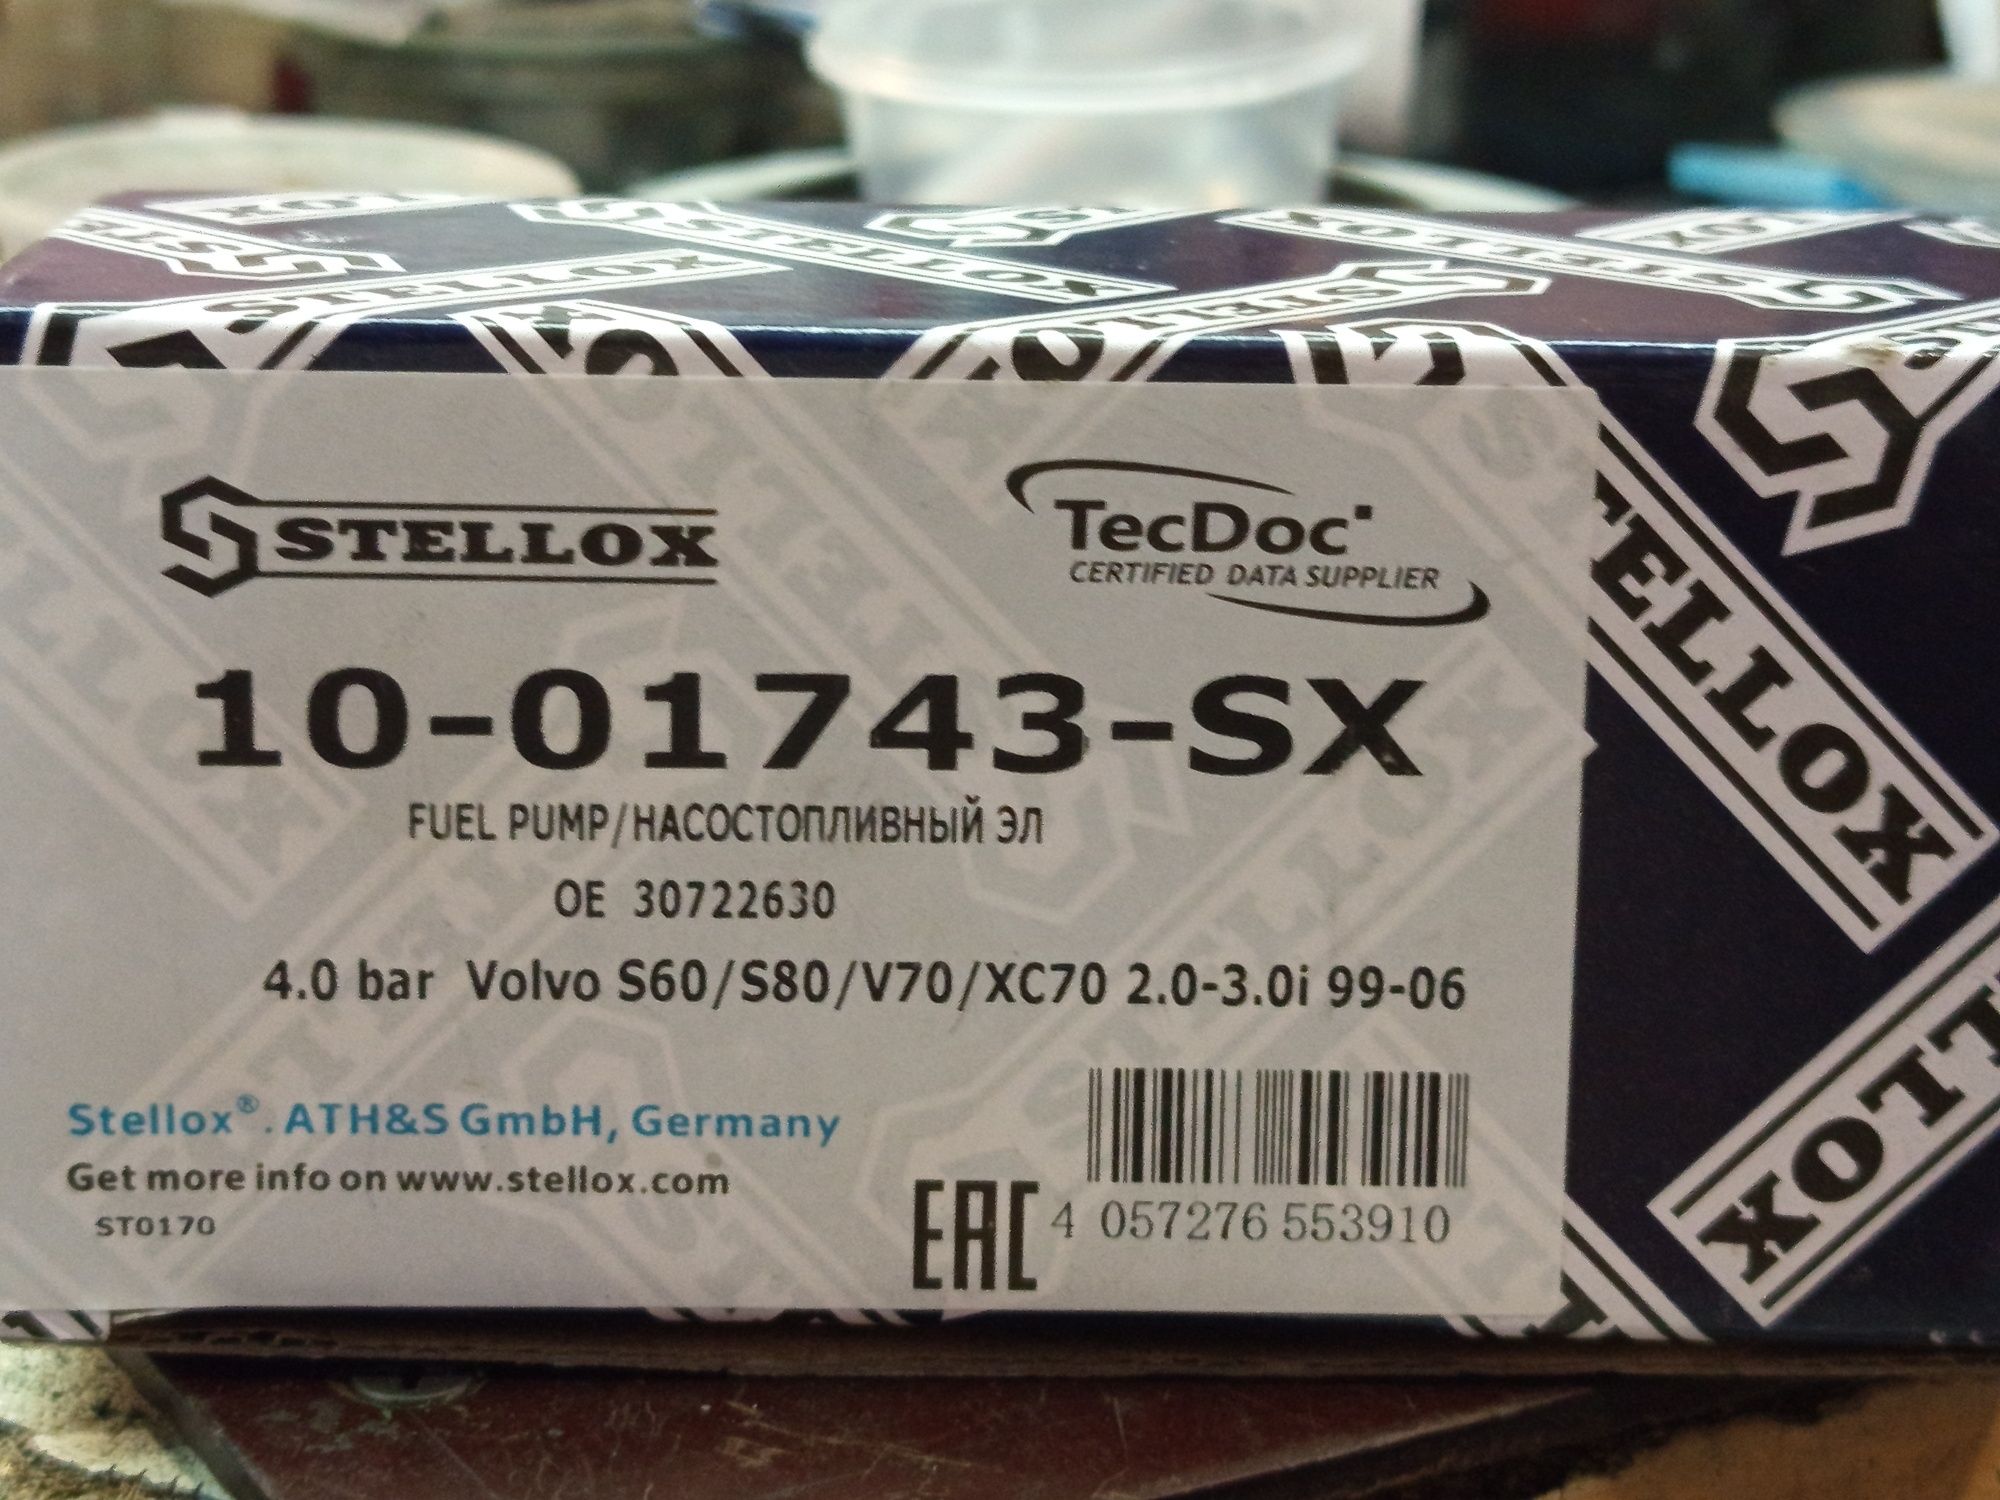 STELLOX
TecDoc
CERTIFIED DATA SUPPLIER
10-01743-SX
FUEL PUMP/НАСОСТОПЛИВНЫЙ ЭЛ
OE 30722630
4.0 bar Volvo S60/S80/V70/XC70 2.0-3.0i 99-06
Stellox®. ATH&S GmbH, Germany
Get more info on www.stellox.com
ST0170
EAC
4 057276 553910
STELLOX
STELLOX